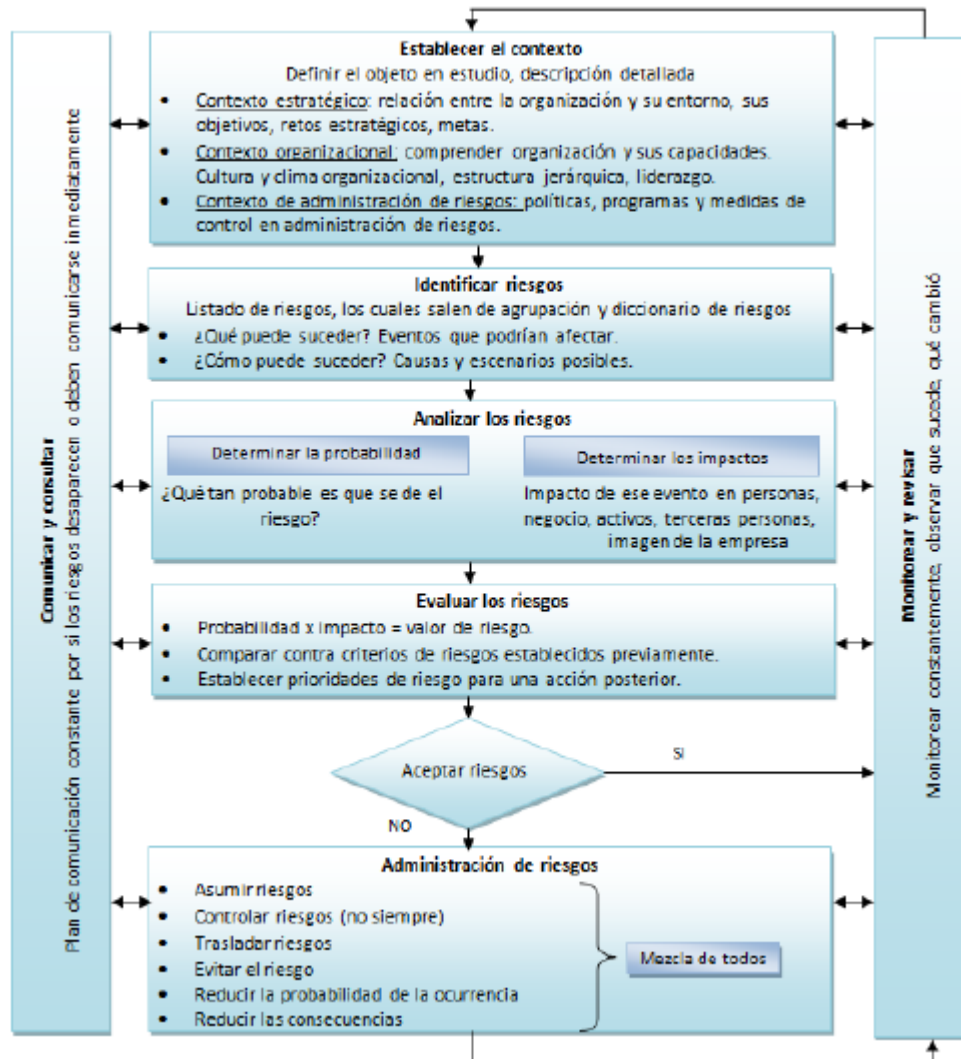 Comunicar y consultar
Plan de comunicación constante por si los riesgos desaparecen o deben comunicarse inmediatamente
Establecer el contexto
Definir el objeto en estudio, descripción detallada
• Contexto estratégico: relación entre la organización y su entorno, sus
objetivos, retos estratégicos, metas.
• Contexto organizacional: comprender organización y sus capacidades.
Cultura y clima organizacional, estructura jerárquica, liderazgo.
• Contexto de administración de riesgos: políticas, programas y medidas de
control en administración de riesgos.
Identificar riesgos
Listado de riesgos, los cuales salen de agrupación y diccionario de riesgos
• ¿Qué puede suceder? Eventos que podrían afectar.
• ¿Cómo puede suceder? Causas y escenarios posibles.
Analizar los riesgos
Determinar la probabilidad
¿Qué tan probable es que se de el
riesgo?
Determinar los impactos
Impacto de ese evento en personas,
negocio, activos, terceras personas,
imagen de la empresa
Evaluar los riesgos
• Probabilidad x impacto = valor de riesgo.
• Comparar contra criterios de riesgos establecidos previamente.
• Establecer prioridades de riesgo para una acción posterior.
Aceptar riesgos
SI
NO
Administración de riesgos
• Asumir riesgos
• Controlar riesgos (no siempre)
• Trasladar riesgos
• Evitar el riesgo
• Reducir la probabilidad de la ocurrencia
• Reducir las consecuencias
Mezcla de todos
Monitorear y revisar
Monitorear constantemente, observar que sucede, qué cambió